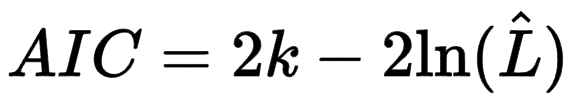 AIC = 2k − 2ln(L̂)